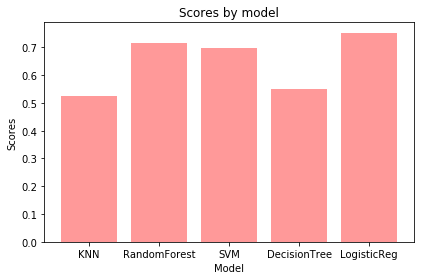 Scores by model
Scores
0.7
0.6
0.5
0.4
0.3
0.2
0.1
0.0
KNN RandomForest SVM DecisionTree LogisticReg
Model